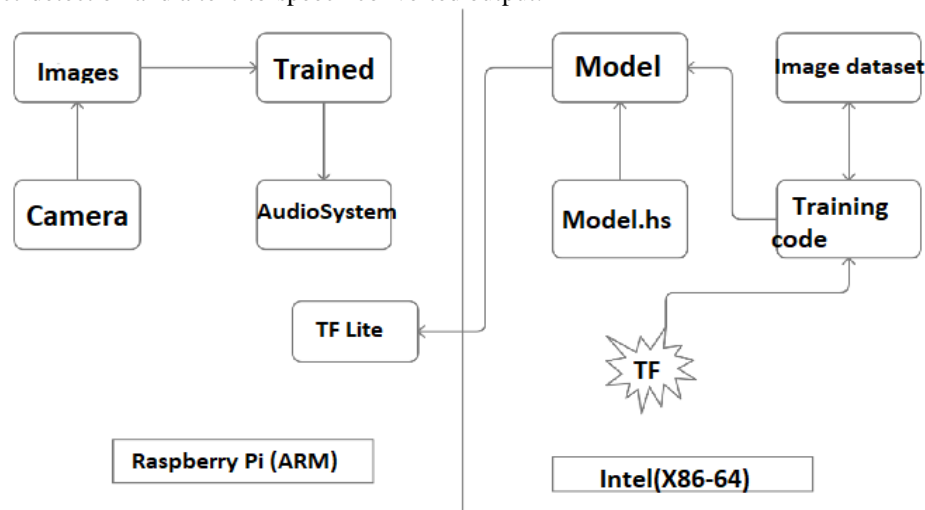 Images
Trained
Model
Image dataset
Camera
AudioSystem
Model.hs
Training
code
TF Lite
TF
Raspberry Pi (ARM)
Intel(X86-64)